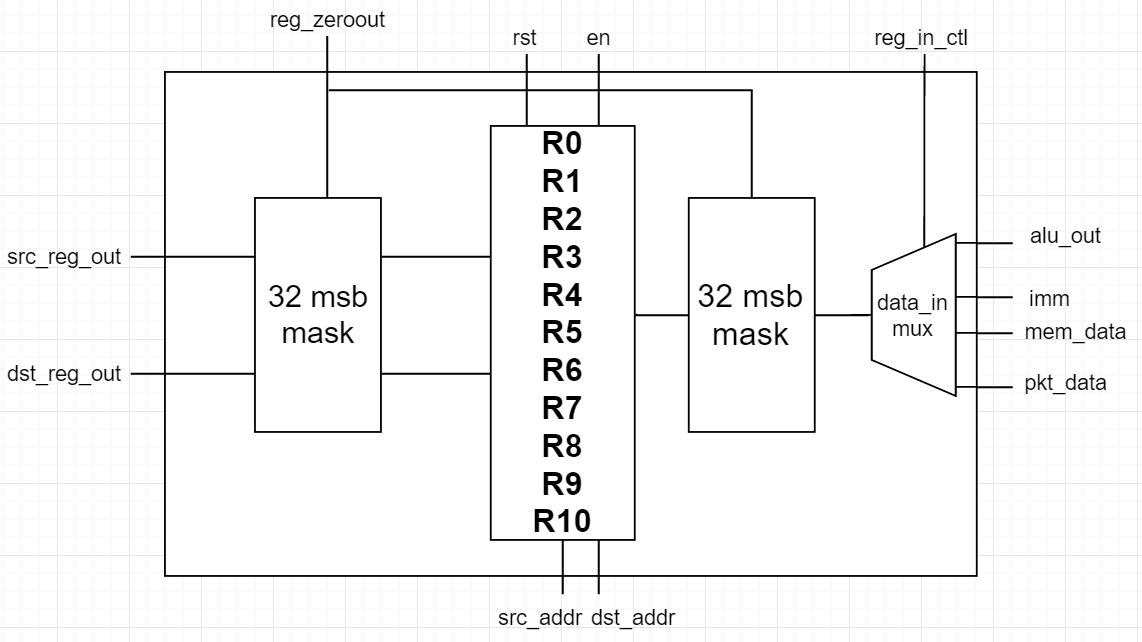 reg_zeroout
rst
en
reg_in_ctl
src_reg_out
dst_reg_out
32 msb
mask
R0
R1
R2
R3
R4
R5
R6
R7
R8
R9
R10
32 msb
mask
data_in
mux
alu_out
imm
mem_data
pkt_data
src_addr
dst_addr